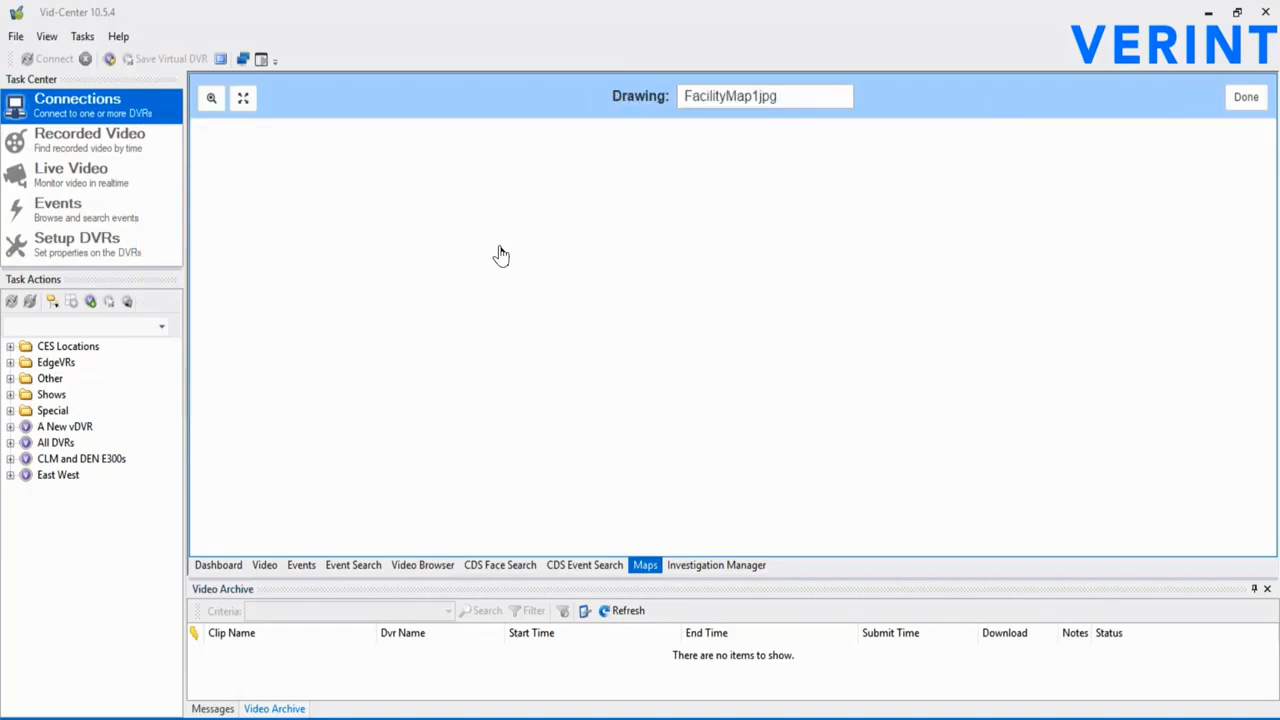 Vid-Center 10.5.4
File View Tasks Help
VERINT
Connect Save Virtual DVR
Task Center
Connections
Connect to one or more DVRs
Recorded Video
Find recorded video by time
Live Video
Monitor video in realtime
Events
Browse and search events
Setup DVRs
Set properties on the DVRs
Drawing: FacilityMap1jpg
Done
Task Actions
CES Locations
EdgeVRs
Other
Shows
Special
A New vDVR
All DVRs
CLM and DEN E300s
East West
Dashboard Video Events Event Search Video Browser CDS Face Search CDS Event Search Maps Investigation Manager
Video Archive
Criteria: Search Filter Refresh
Clip Name Dvr Name Start Time End Time Submit Time Download Notes Status
There are no items to show.
Messages Video Archive